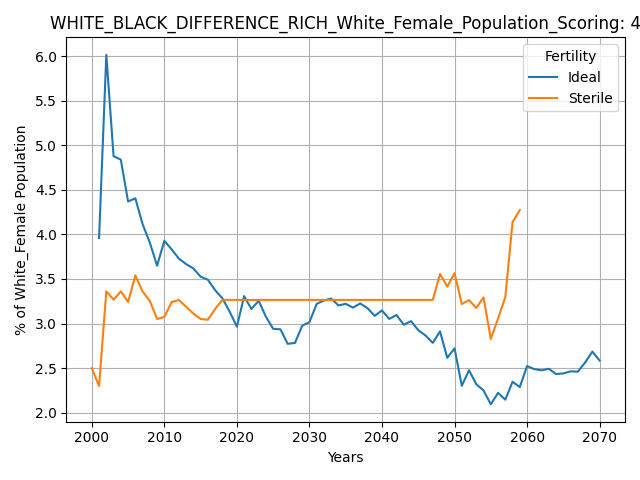 WHITE_BLACK_DIFFERENCE_RICH_White_Female_Population_Scoring: 4
Fertility
Ideal
Sterile
% of White_Female Population
6.0
5.5
5.0
4.5
4.0
3.5
3.0
2.5
2.0
2000 2010 2020 2030 2040 2050 2060 2070
Years